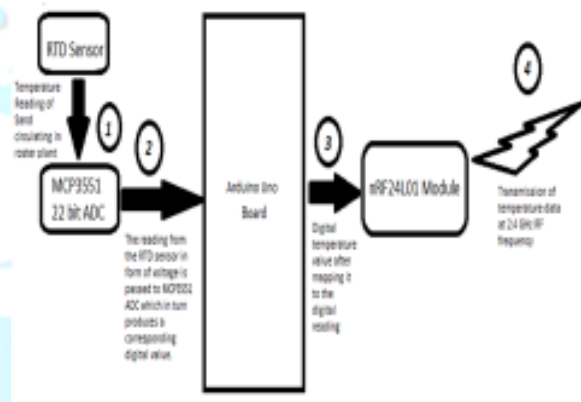 RTD Sensor
Temperature
Reading of
Sand
circulating in
roster plant
1
MCP3551
22 bit ADC
2
The reading from
the RTD sensor in
form of voltage is
passed to MCP3551
ADC which in turn
produces a
corresponding
digital value.
Arduino Uno
Board
3
Digital
temperature
value after
mapping it
to the
digital
reading
nRF24L01 Module
4
Transmission of
temperature data
at 2.4 GHz RF
frequency